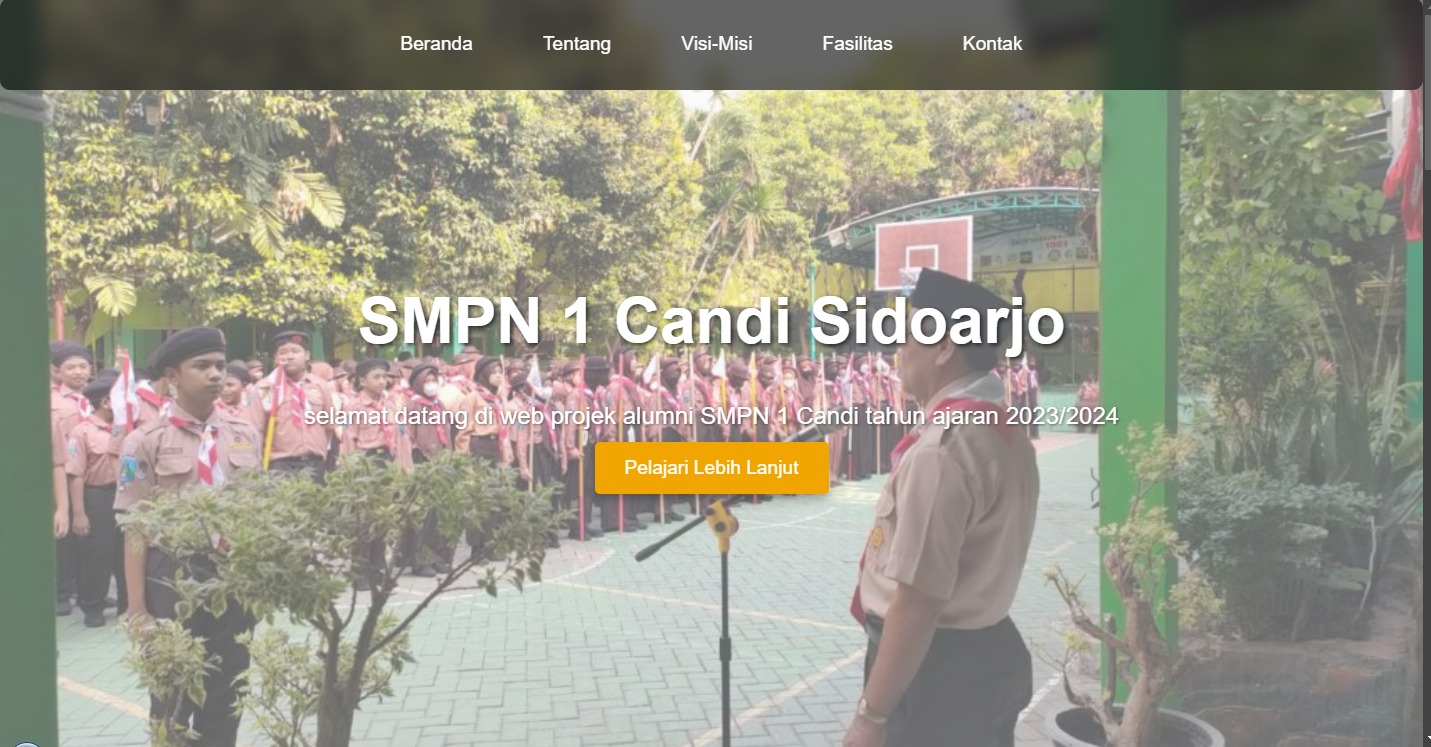 Beranda
Tentang
Visi-Misi
Fasilitas
Kontak
SMPN 1 Candi Sidoarjo
selamat datang di web projek alumni SMPN 1 Candi tahun ajaran 2023/2024
Pelajari Lebih Lanjut